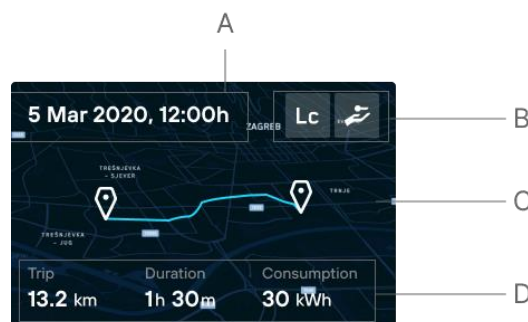 A
5 Mar 2020, 12:00h
Lc
B
ZAGREB
TREŠNJEVKA
– SJEVER
TRNJE
C
TREŠNJEVKA
– JUG
Trip Duration Consumption
13.2 km 1h 30m 30 kWh
D